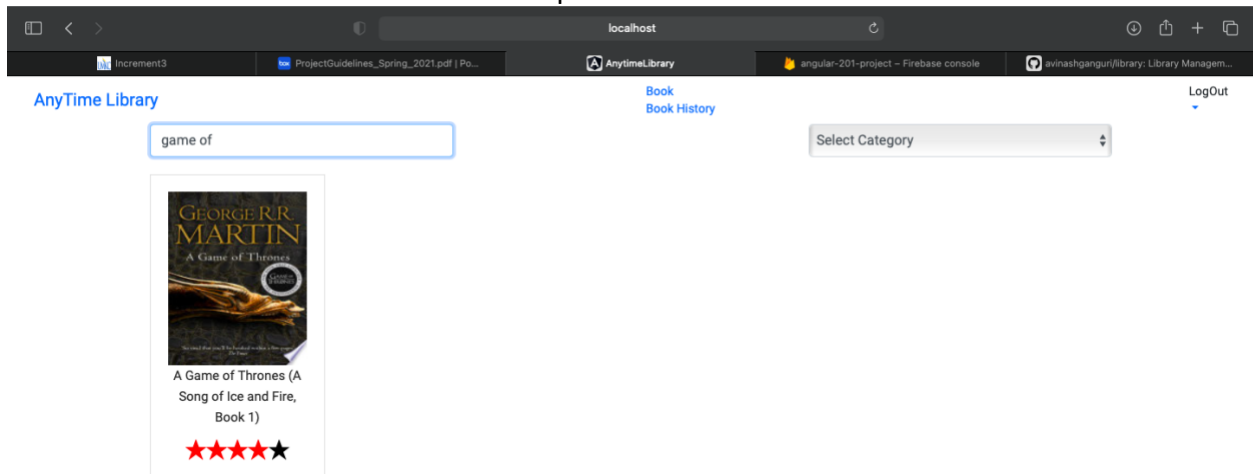 localhost
Increment3
ProjectGuidelines_Spring_2021.pdf | Po...
AnytimeLibrary
angular-201-project – Firebase console
avinashganguri/library: Library Managem...
AnyTime Library
Book
Book History
LogOut
game of
Select Category
GEORGE R.R.
MARTIN
A Game of Thrones
A Game of Thrones (A
Song of Ice and Fire,
Book 1)